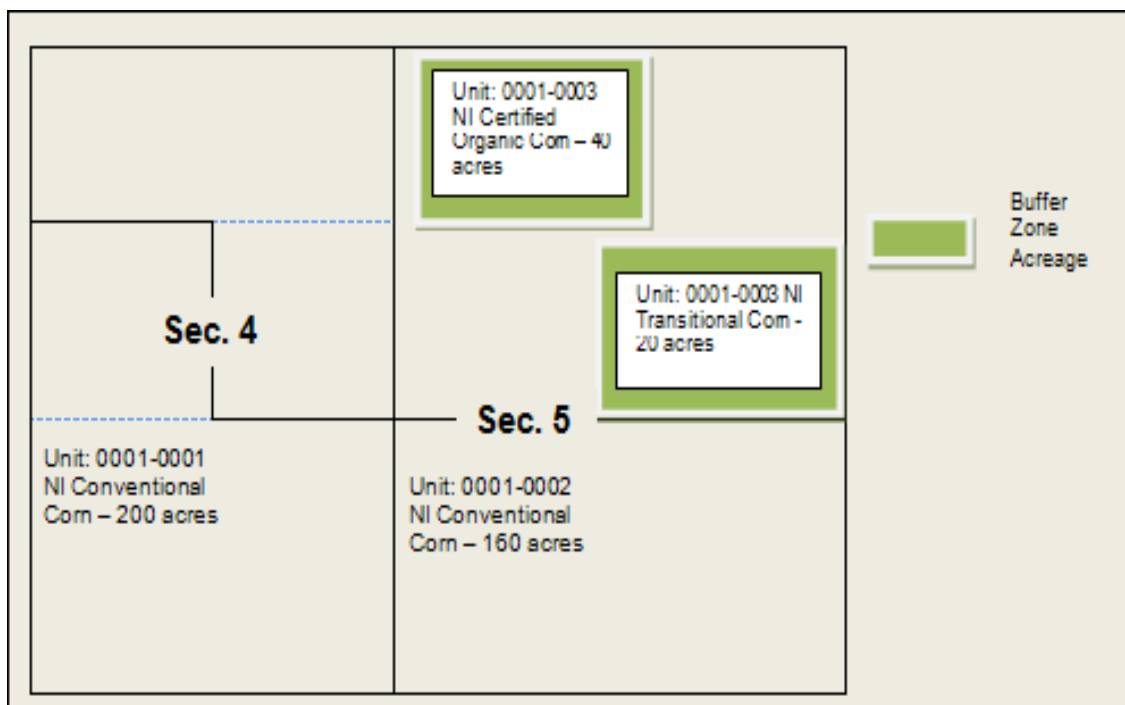 Unit: 0001-0003
NI Certified
Organic Corn – 40
acres
Buffer
Zone
Acreage
Unit: 0001-0003 NI
Transitional Corn -
20 acres
Sec. 4
Sec. 5
Unit: 0001-0001
NI Conventional
Corn – 200 acres
Unit: 0001-0002
NI Conventional
Corn – 160 acres